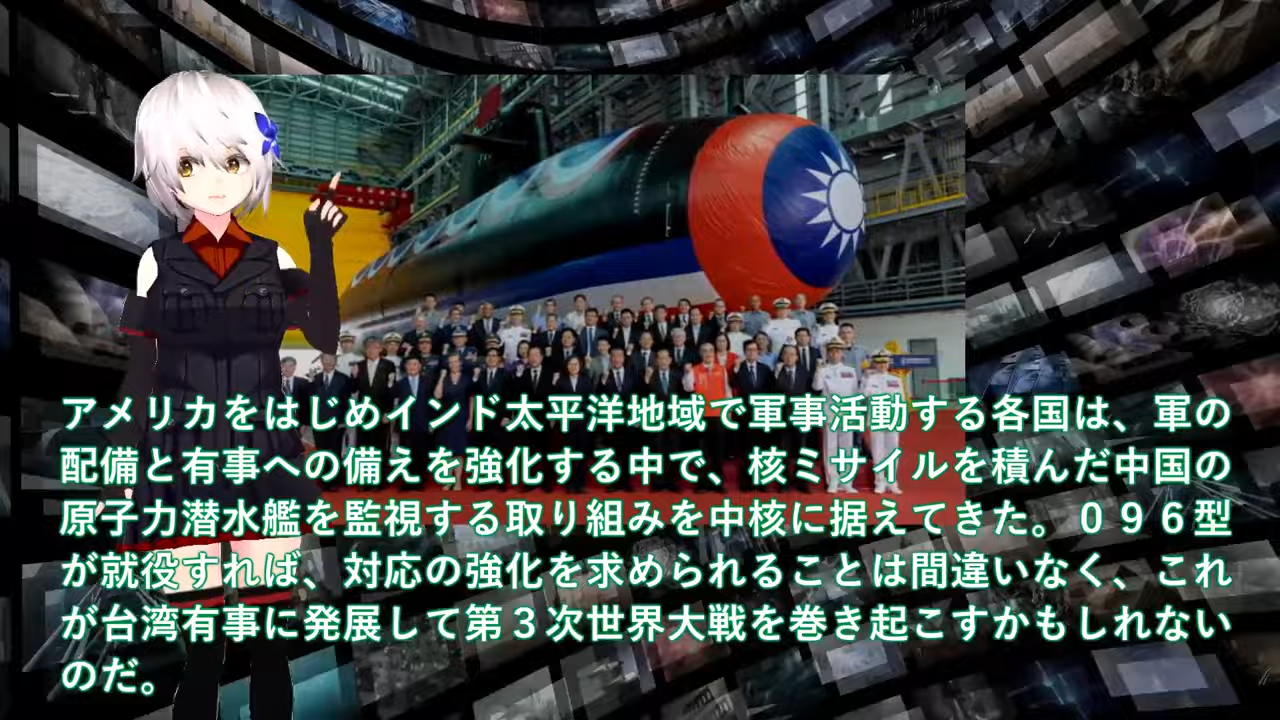 アメリカをはじめインド太平洋地域で軍事活動する各国は、軍の
配備と有事への備えを強化する中で、核ミサイルを積んだ中国の
原子力潜水艦を監視する取り組みを中核に据えてきた。０９６型
が就役すれば、対応の強化を求められることは間違いなく、これ
が台湾有事に発展して第３次世界大戦を巻き起こすかもしれない
のだ。